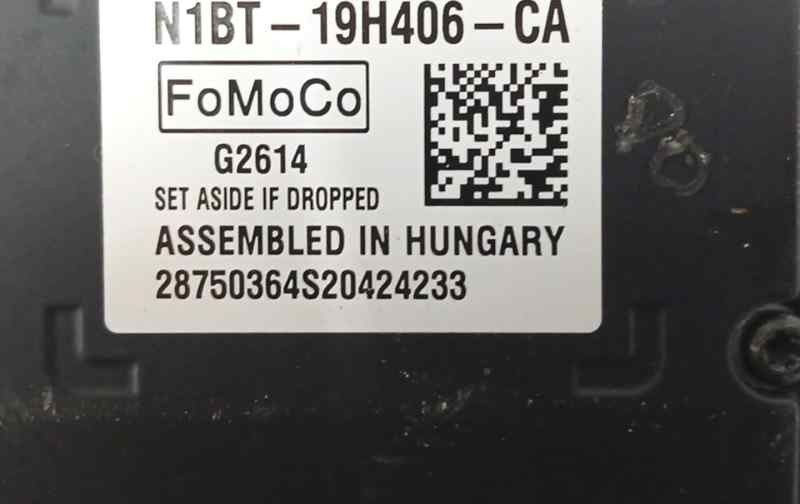 N1BT-19H406-CA
FoMoCo
G2614
SET ASIDE IF DROPPED
ASSEMBLED IN HUNGARY
28750364S20424233